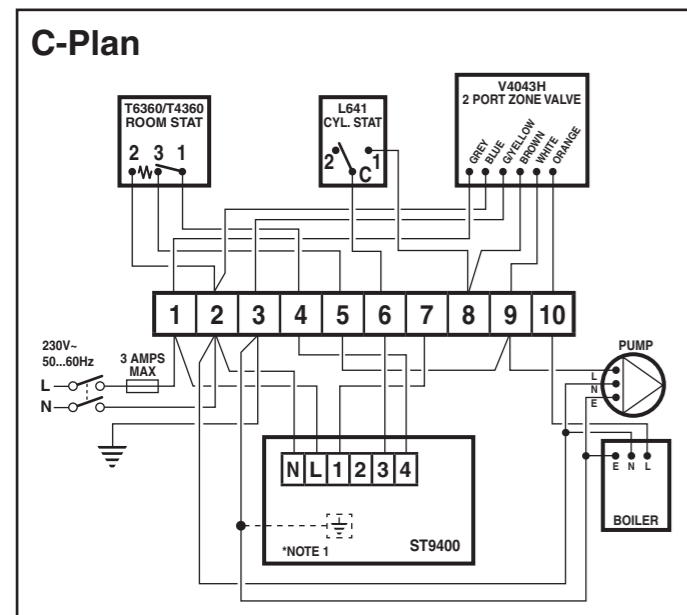 C-Plan
T6360/T4360
ROOM STAT
2 3 1
L641
CYL. STAT
2 1
C
V4043H
2 PORT ZONE VALVE
GREY
BLUE
G/YELLOW
BROWN
WHITE
ORANGE
1 2 3 4 5 6 7 8 9 10
230V~
50...60Hz
3 AMPS
MAX
L
N
PUMP
L
N
E
N L 1 2 3 4
*NOTE 1
ST9400
E N L
BOILER